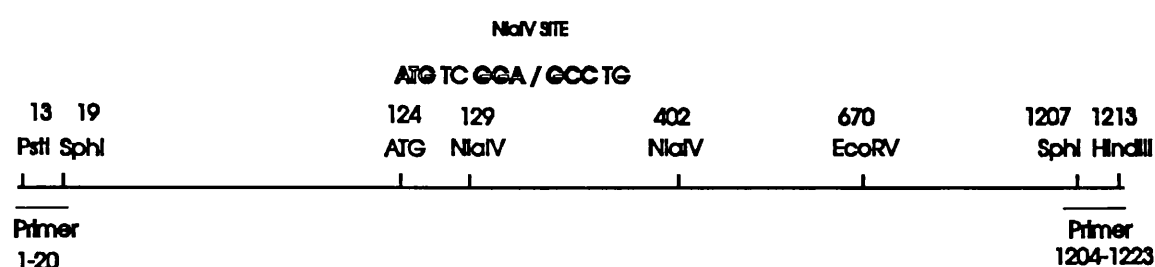 NlaIV SITE
ATG TC GGA / GCC TG
13 19 124 129 402 670 1207 1213
PstI SphI ATG NlaIV NlaIV EcoRV SphI HindIII
Primer Primer
1-20 1204-1223